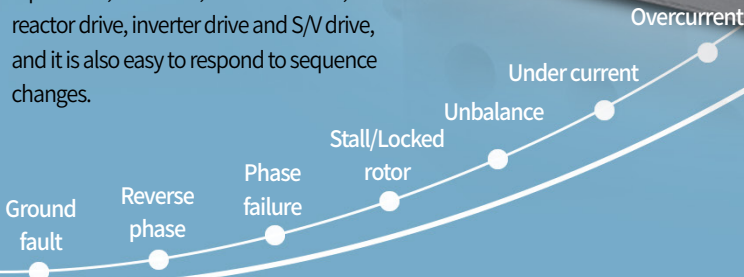 reactor drive, inverter drive and S/V drive,
and it is also easy to respond to sequence
changes.
Overcurrent
Under current
Unbalance
Stall/Locked
rotor
Phase
failure
Reverse
phase
Ground
fault